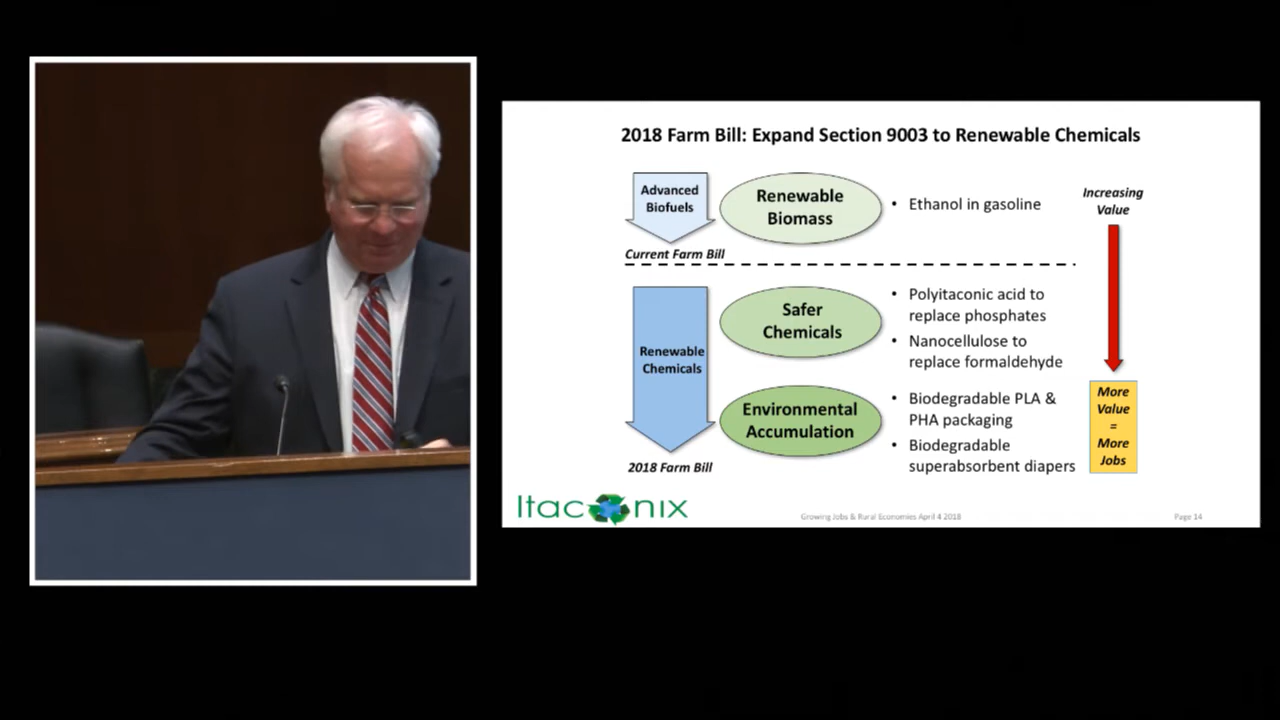 2018 Farm Bill: Expand Section 9003 to Renewable Chemicals
Advanced
Biofuels
Renewable
Biomass
• Ethanol in gasoline
Increasing
Value
Current Farm Bill
Renewable
Chemicals
Safer
Chemicals
• Polyitaconic acid to
replace phosphates
• Nanocellulose to
replace formaldehyde
Environmental
Accumulation
• Biodegradable PLA &
PHA packaging
• Biodegradable
superabsorbent diapers
More
Value
=
More
Jobs
2018 Farm Bill
Itaconix
Growing Jobs & Rural Economies April 4 2018
Page 14